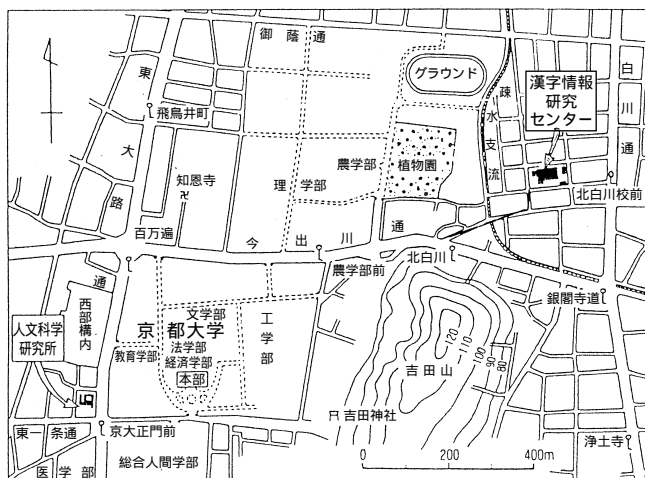 御蔭通
グラウンド
東大路通
飛鳥井町
疏水支流
漢字情報
研究
センター
白川通
知恩寺
理学部
農学部
植物園
北白川校前
百万遍
今出川通
農学部前
北白川
銀閣寺道
西部構内
人文科学
研究所
文学部
京都大学
教育学部
法学部
経済学部
本部
工学部
120
110
100
90
80
吉田山
吉田神社
東一条通
京大正門前
医学部
総合人間学部
浄土寺
0 200 400m